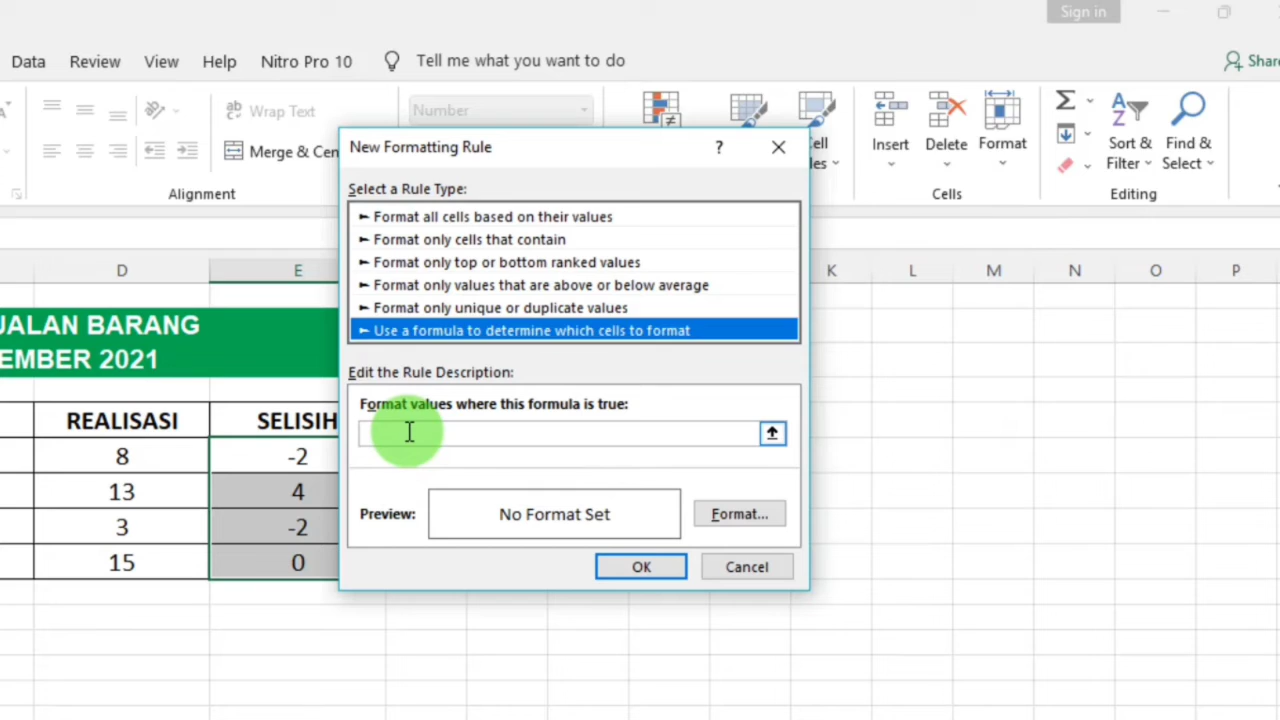 Sign in
Data Review View Help Nitro Pro 10 Tell me what you want to do Share
Wrap Text Number
Merge & Cen
Insert Delete Format Sort & Find &
Filter Select
Alignment Cells Editing
New Formatting Rule ? ×
Select a Rule Type:
► Format all cells based on their values
► Format only cells that contain
► Format only top or bottom ranked values
► Format only values that are above or below average
► Format only unique or duplicate values
► Use a formula to determine which cells to format
Edit the Rule Description:
Format values where this formula is true:
Preview: No Format Set Format...
OK Cancel
D E K L M N O P
UALAN BARANG
EMBER 2021
REALISASI SELISIH
8 -2
13 4
3 -2
15 0